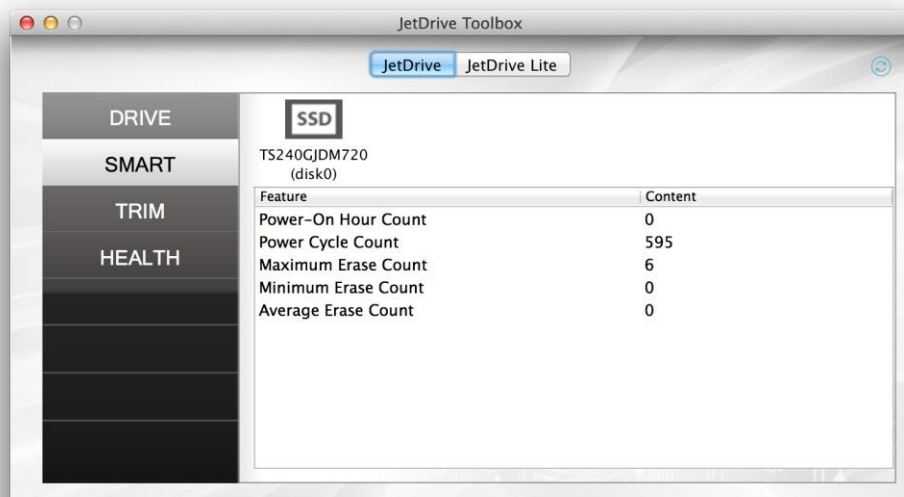 JetDrive Toolbox
JetDrive JetDrive Lite
DRIVE
SMART
TRIM
HEALTH
SSD
TS240GJDM720
(disk0)
Feature Content
Power-On Hour Count 0
Power Cycle Count 595
Maximum Erase Count 6
Minimum Erase Count 0
Average Erase Count 0